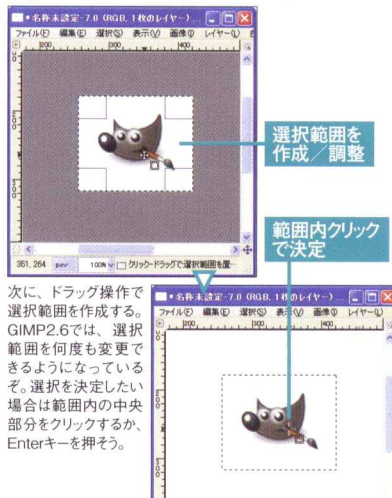 *名称未設定-7.0 (RGB, 1枚のレイヤー)...
ファイル(F) 編集(E) 選択(S) 表示(V) 画像(I) レイヤー(L)
200 300 400
選択範囲を
作成／調整
範囲内クリック
で決定
351, 264 px 100% クリック-ドラッグで選択範囲を置…
次に、ドラッグ操作で
選択範囲を作成する。
GIMP2.6では、選択
範囲を何度も変更で
きるようになっている
ぞ。選択を決定したい
場合は範囲内の中央
部分をクリックするか、
Enterキーを押そう。
*名称未設定-7.0 (RGB, 1枚のレイヤー)...
ファイル(F) 編集(E) 選択(S) 表示(V) 画像(I) レイヤー(L)
200 300 400